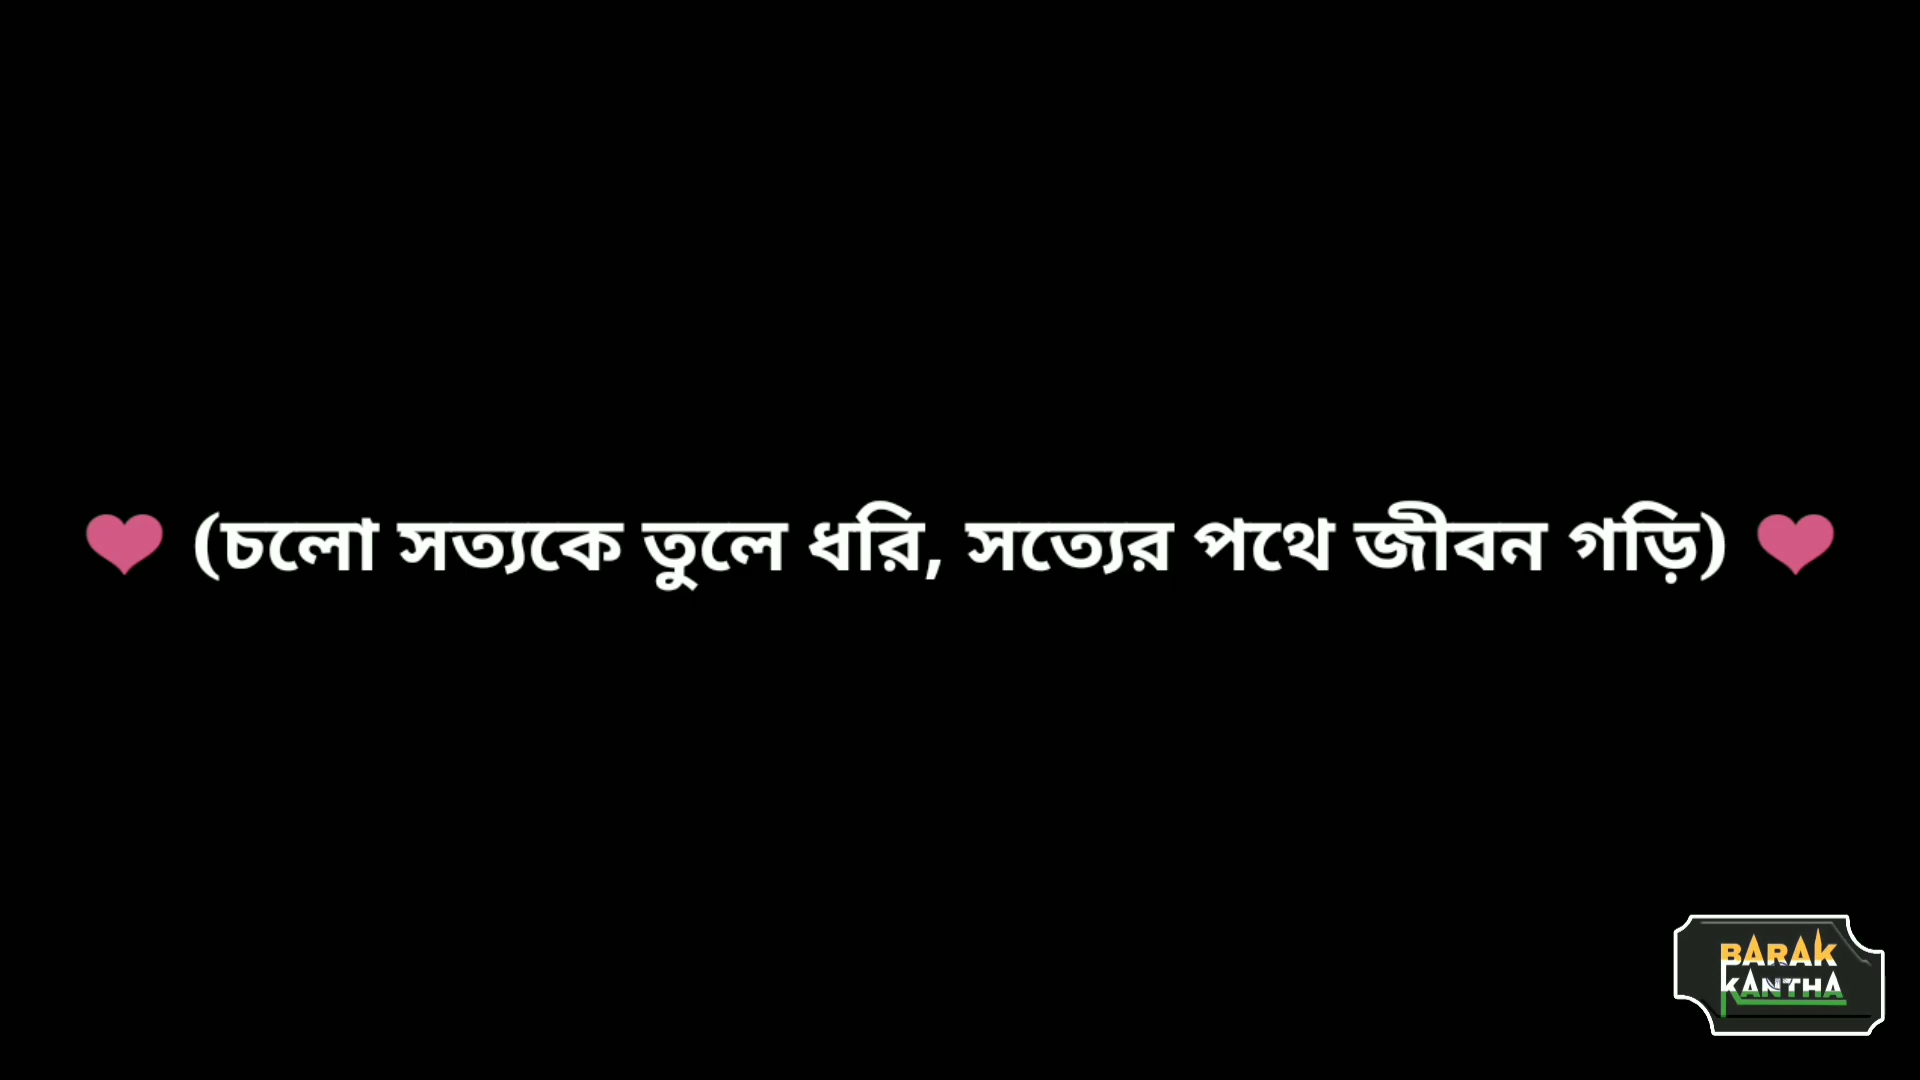 ❤ (চলো সত্যকে তুলে ধরি, সত্যের পথে জীবন গড়ি) ❤
BARAK
KANTHA